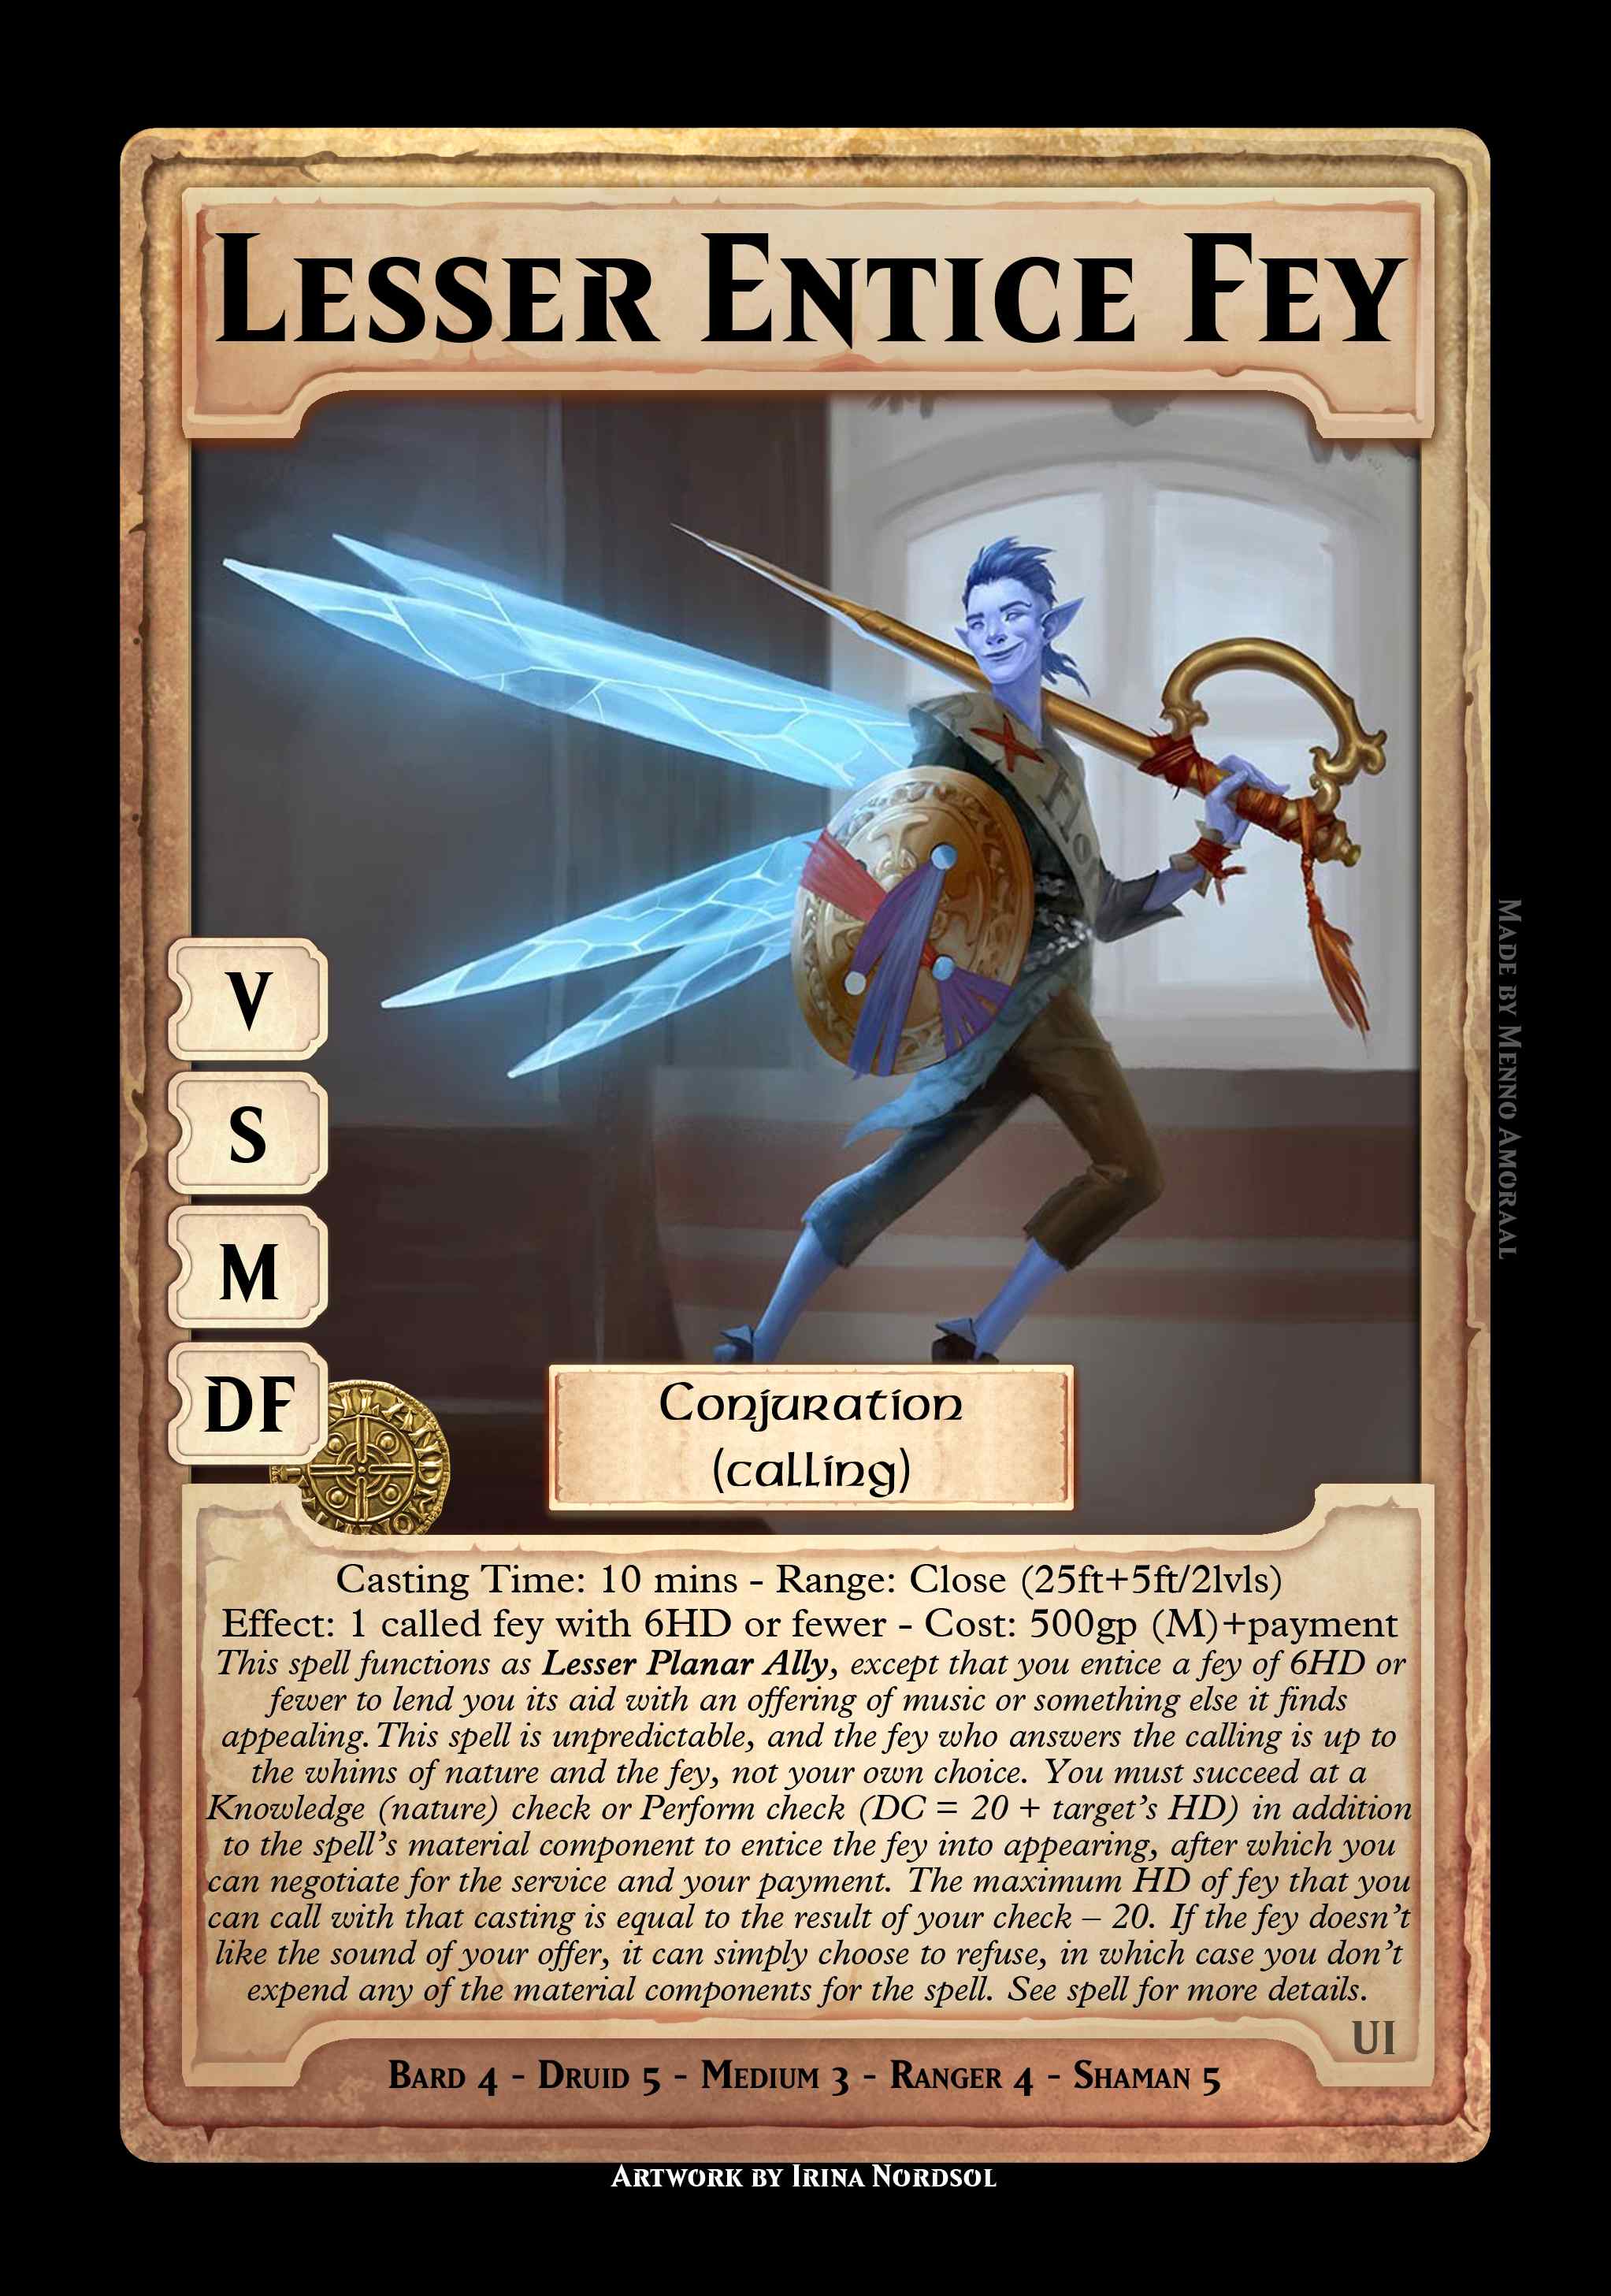 Lesser Entice Fey
V
S
M
DF
Conjuration
(calling)
Casting Time: 10 mins - Range: Close (25ft+5ft/2lvls)
Effect: 1 called fey with 6HD or fewer - Cost: 500gp (M)+payment
This spell functions as Lesser Planar Ally, except that you entice a fey of 6HD or
fewer to lend you its aid with an offering of music or something else it finds
appealing. This spell is unpredictable, and the fey who answers the calling is up to
the whims of nature and the fey, not your own choice. You must succeed at a
Knowledge (nature) check or Perform check (DC = 20 + target's HD) in addition
to the spell's material component to entice the fey into appearing, after which you
can negotiate for the service and your payment. The maximum HD of fey that you
can call with that casting is equal to the result of your check – 20. If the fey doesn't
like the sound of your offer, it can simply choose to refuse, in which case you don't
expend any of the material components for the spell. See spell for more details.
UI
Bard 4 - Druid 5 - Medium 3 - Ranger 4 - Shaman 5
Artwork by Irina Nordsol
Made by Menno Amoraal